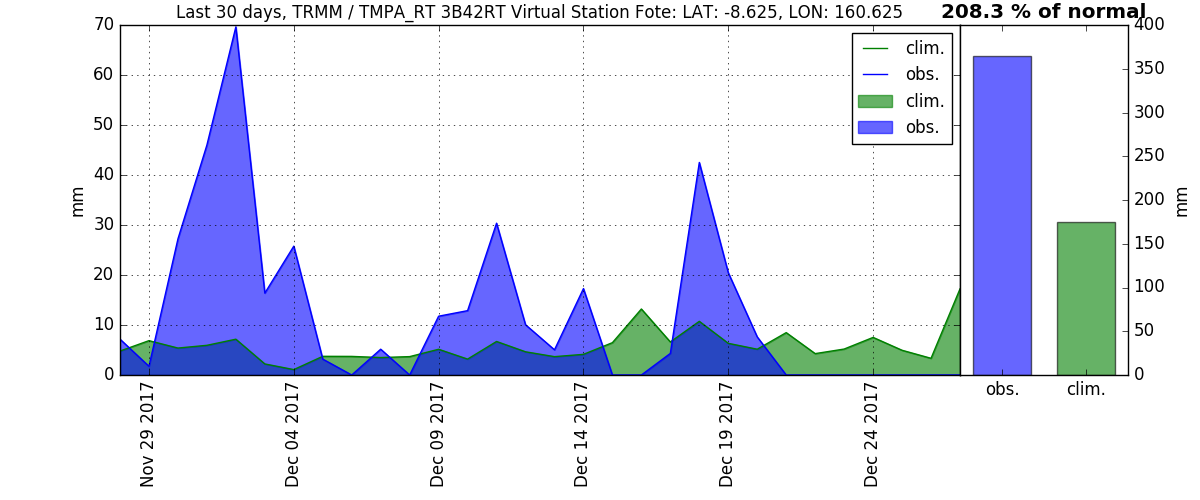 Last 30 days, TRMM / TMPA_RT 3B42RT Virtual Station Fote: LAT: -8.625, LON: 160.625
208.3 % of normal
70
60
50
40
30
20
10
0
mm
clim.
obs.
clim.
obs.
400
350
300
250
200
150
100
50
0
mm
obs.
clim.
Nov 29 2017
Dec 04 2017
Dec 09 2017
Dec 14 2017
Dec 19 2017
Dec 24 2017